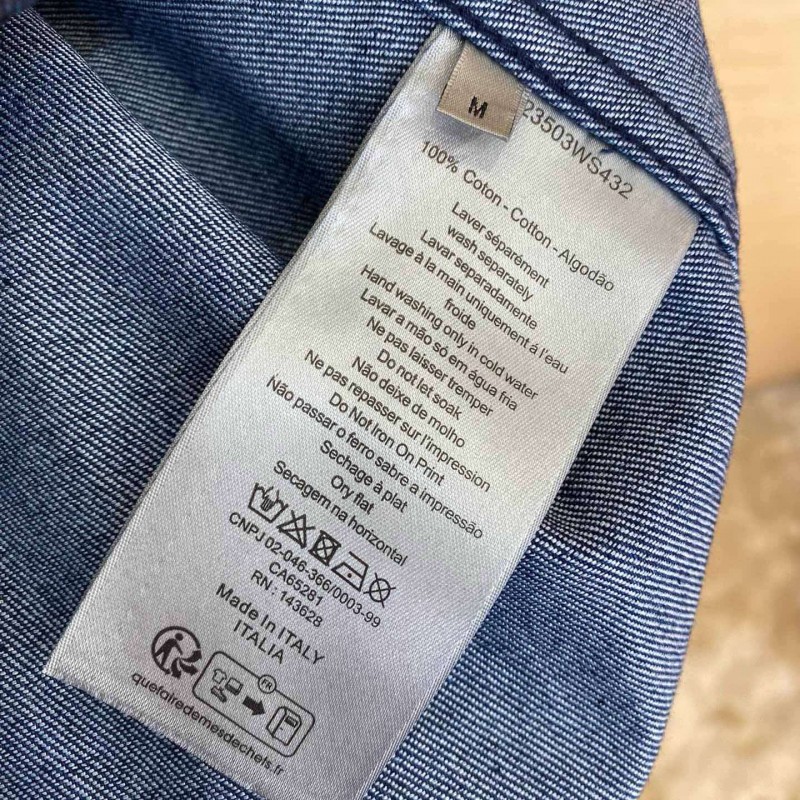 M
23503WS432
100% Coton - Cotton - Algodão
Laver séparément
wash separately
Lavar separadamente
Lavage à la main uniquement á l'eau
froide
Hand washing only in cold water
Lavar a mão só em água fria
Ne pas laisser tremper
Do not let soak
Não deixe de molho
Ne pas repasser sur l'impression
Do Not Iron On Print
Não passar o ferro sabre a impressão
Sechage à plat
Ory flat
Secagem na horizontal
CNPJ 02-046-366/0003-99
CA65281
RN : 143628
Made In ITALY
ITALIA
FR
quefairedemesdechets.fr